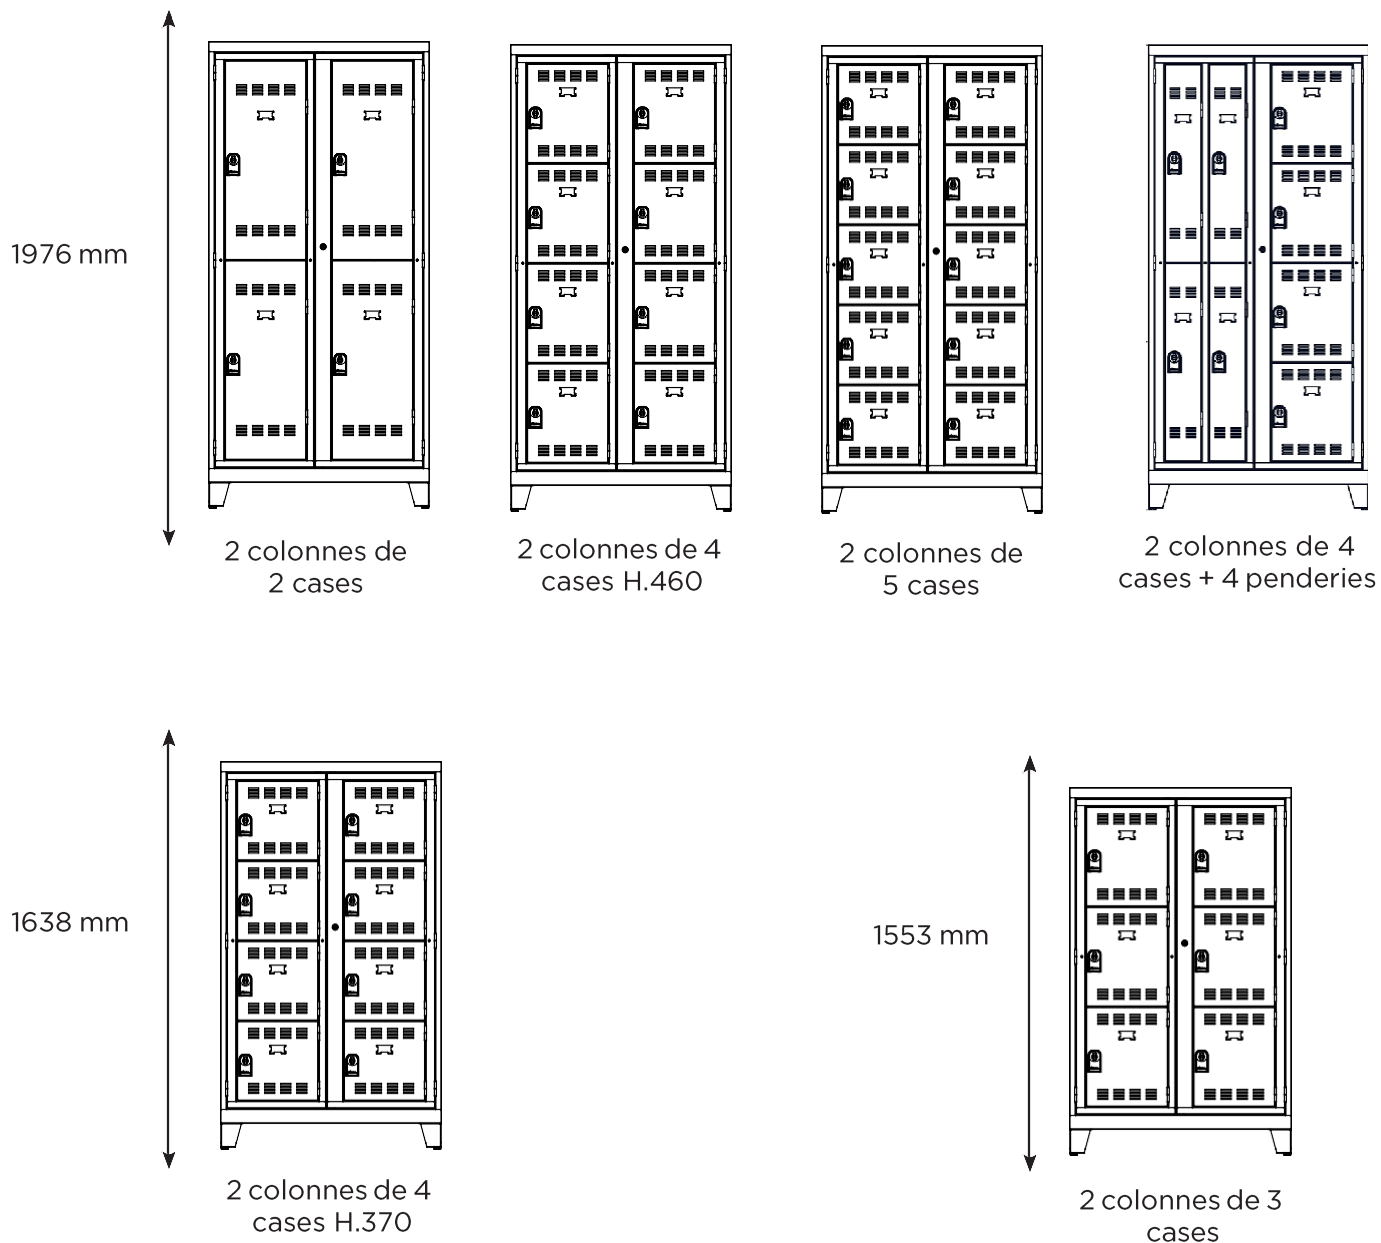 1976 mm
2 colonnes de
2 cases
2 colonnes de 4
cases H.460
2 colonnes de
5 cases
2 colonnes de 4
cases + 4 penderies
1638 mm
2 colonnes de 4
cases H.370
1553 mm
2 colonnes de 3
cases